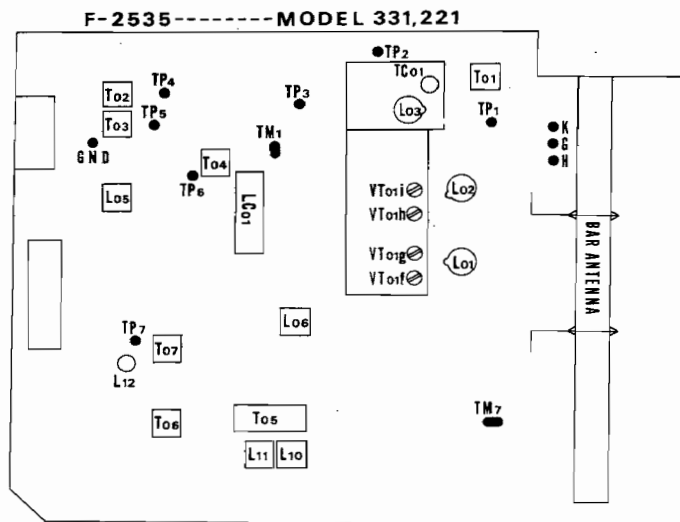 F-2535--------MODEL 331,221
TP2
TC01
T01
TP4
T02
TP3
L03
TP5
T03
TP1
K
TM1
G
GND
H
T04
TP6
L05
LC01
VT01i
L02
VT01h
BAR ANTENNA
VT01g
L01
VT01f
L06
TP7
T07
L12
TM7
T05
T06
L11
L10